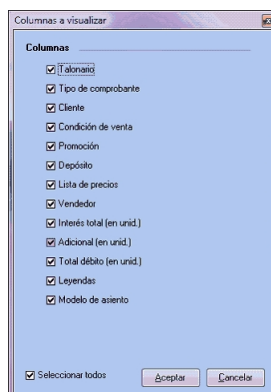 Columnas a visualizar
Columnas
Talonario
Tipo de comprobante
Cliente
Condición de venta
Promoción
Depósito
Lista de precios
Vendedor
Interés total (en unid.)
Adicional (en unid.)
Total débito (en unid.)
Leyendas
Modelo de asiento
Seleccionar todos
Aceptar
Cancelar